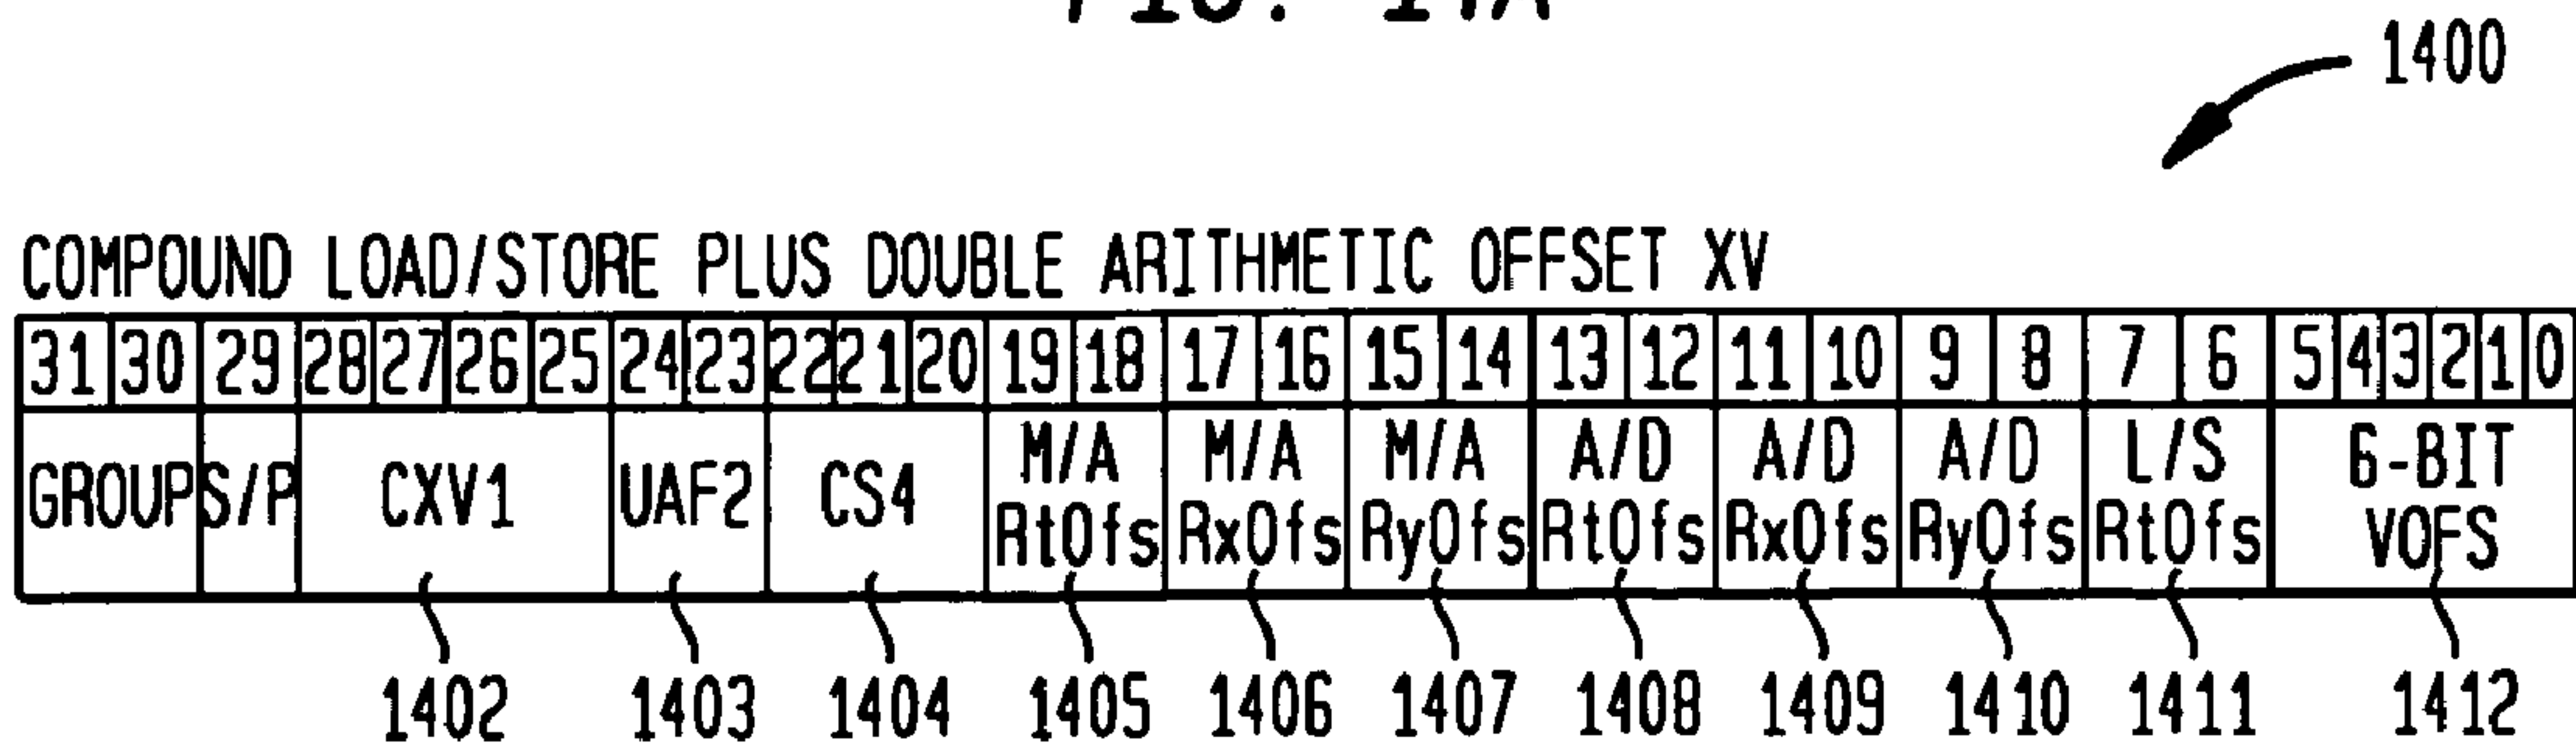 FIG. 14A
1400
COMPOUND LOAD/STORE PLUS DOUBLE ARITHMETIC OFFSET XV
31 30 29 28 27 26 25 24 23 22 21 20 19 18 17 16 15 14 13 12 11 10 9 8 7 6 5 4 3 2 1 0
GROUP S/P CXV1 UAF2 CS4 M/A RtOfs M/A RxOfs M/A RyOfs A/D RtOfs A/D RxOfs A/D RyOfs L/S RtOfs 6-BIT VOFS
1402 1403 1404 1405 1406 1407 1408 1409 1410 1411 1412